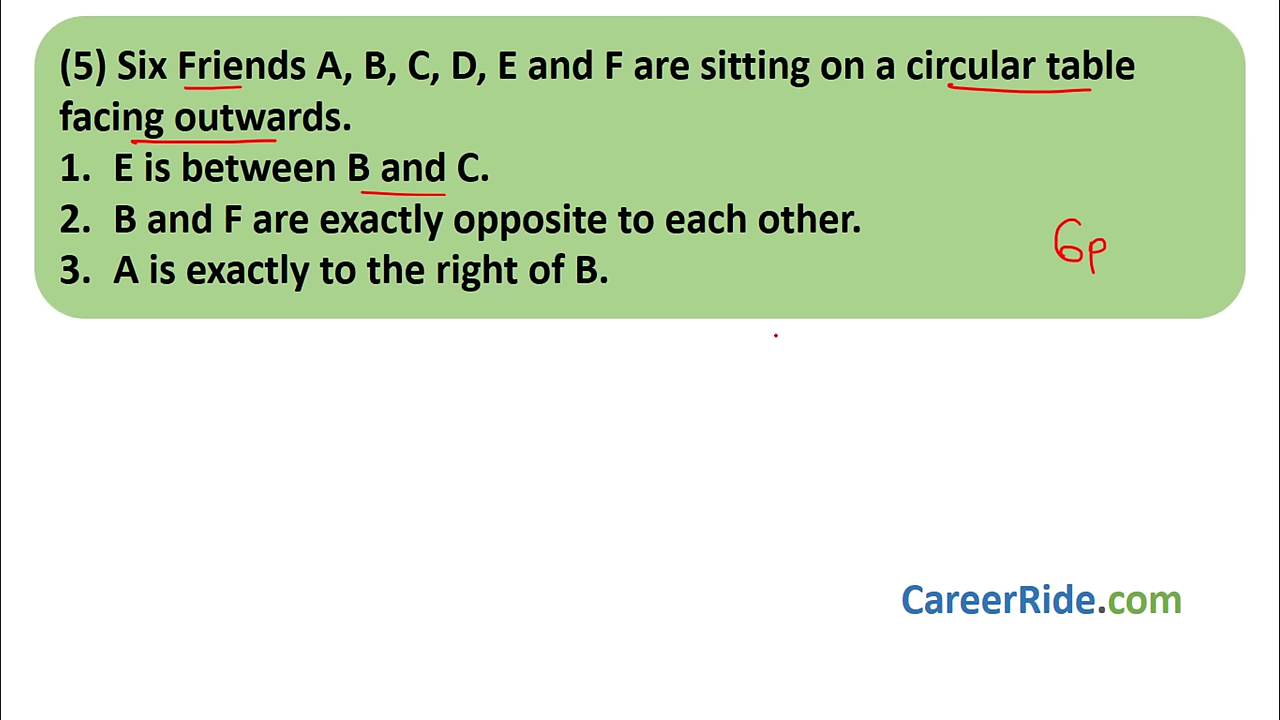 (5) Six Friends A, B, C, D, E and F are sitting on a circular table
facing outwards.
1. E is between B and C.
2. B and F are exactly opposite to each other.
3. A is exactly to the right of B.
6p
CareerRide.com